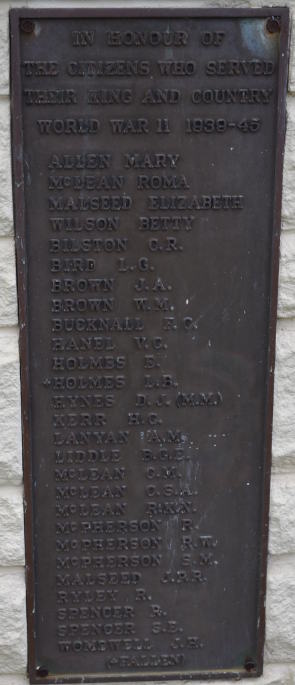 IN HONOUR OF
THE CITIZENS WHO SERVED
THEIR KING AND COUNTRY
WORLD WAR 11 1939-45
ALLEN MARY
McLEAN ROMA
MALSEED ELIZABETH
WILSON BETTY
BILSTON C.R.
BIRD L.G.
BROWN J.A.
BROWN W.M.
BUCKNALL F.C.
HANEL V.C.
HOLMES E.
*HOLMES L.B.
HYNES D.J. (M.M.)
KERR H.C.
LANYAN A.M.
LIDDLE B.G.E.
McLEAN C.M.
McLEAN C.S.A.
McLEAN
McPHERSON R.
McPHERSON R.W.
McPHERSON S.M.
MALSEED J.R.R.
RYLEY R.
SPENCER R.
SPENCER S.E.
WOMBWELL J.H.
(*FALLEN)